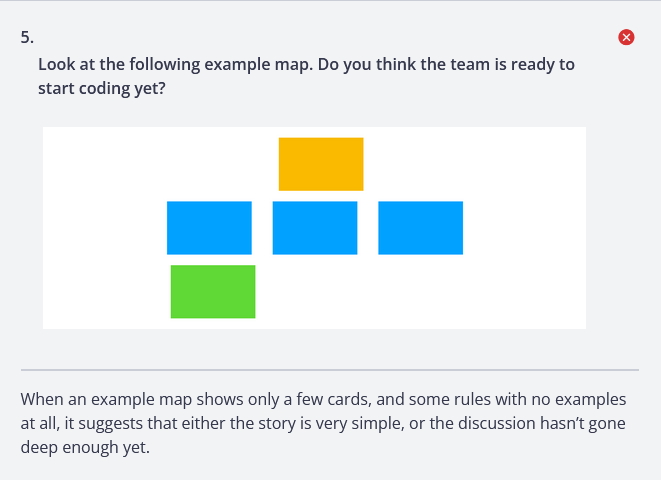 5.
Look at the following example map. Do you think the team is ready to
start coding yet?
When an example map shows only a few cards, and some rules with no examples
at all, it suggests that either the story is very simple, or the discussion hasn’t gone
deep enough yet.